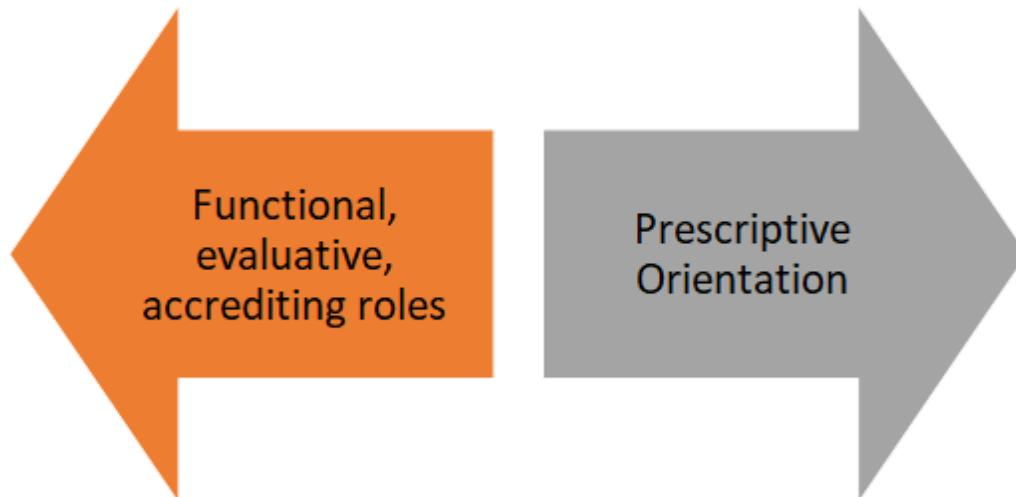 Functional,
evaluative,
accrediting roles
Prescriptive
Orientation